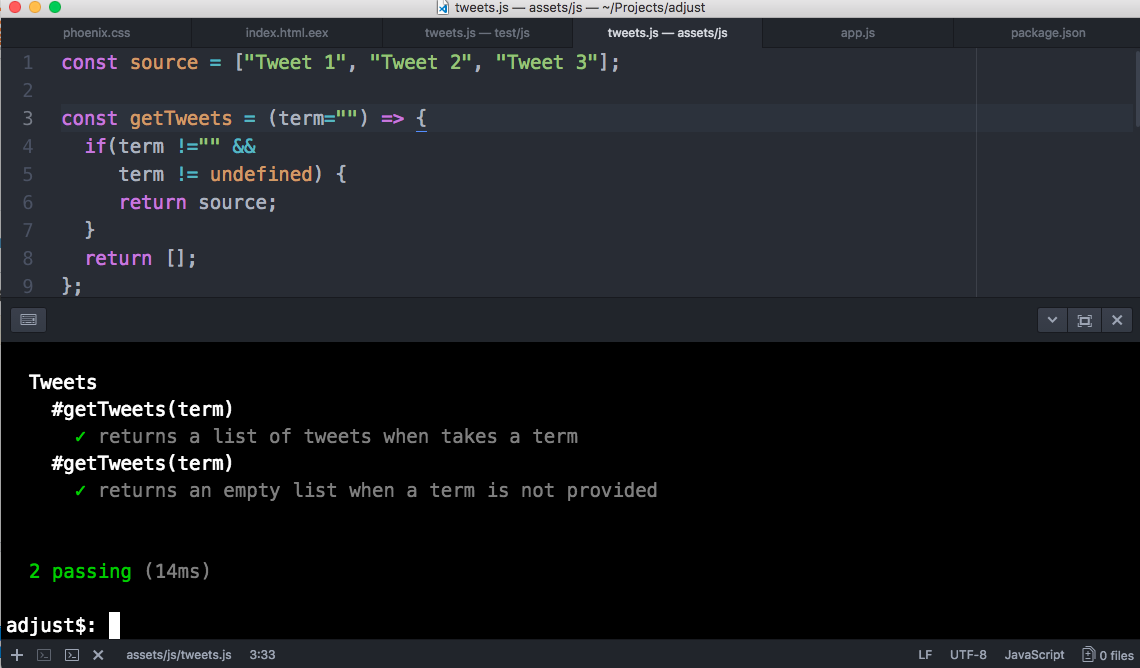 tweets.js — assets/js — ~/Projects/adjust
phoenix.css index.html.eex tweets.js — test/js tweets.js — assets/js app.js package.json
1 const source = ["Tweet 1", "Tweet 2", "Tweet 3"];
2
3 const getTweets = (term="") => {
4 if(term !="" &&
5 term != undefined) {
6 return source;
7 }
8 return [];
9 };
Tweets
#getTweets(term)
✓ returns a list of tweets when takes a term
#getTweets(term)
✓ returns an empty list when a term is not provided
2 passing (14ms)
adjust$:
assets/js/tweets.js 3:33 LF UTF-8 JavaScript 0 files